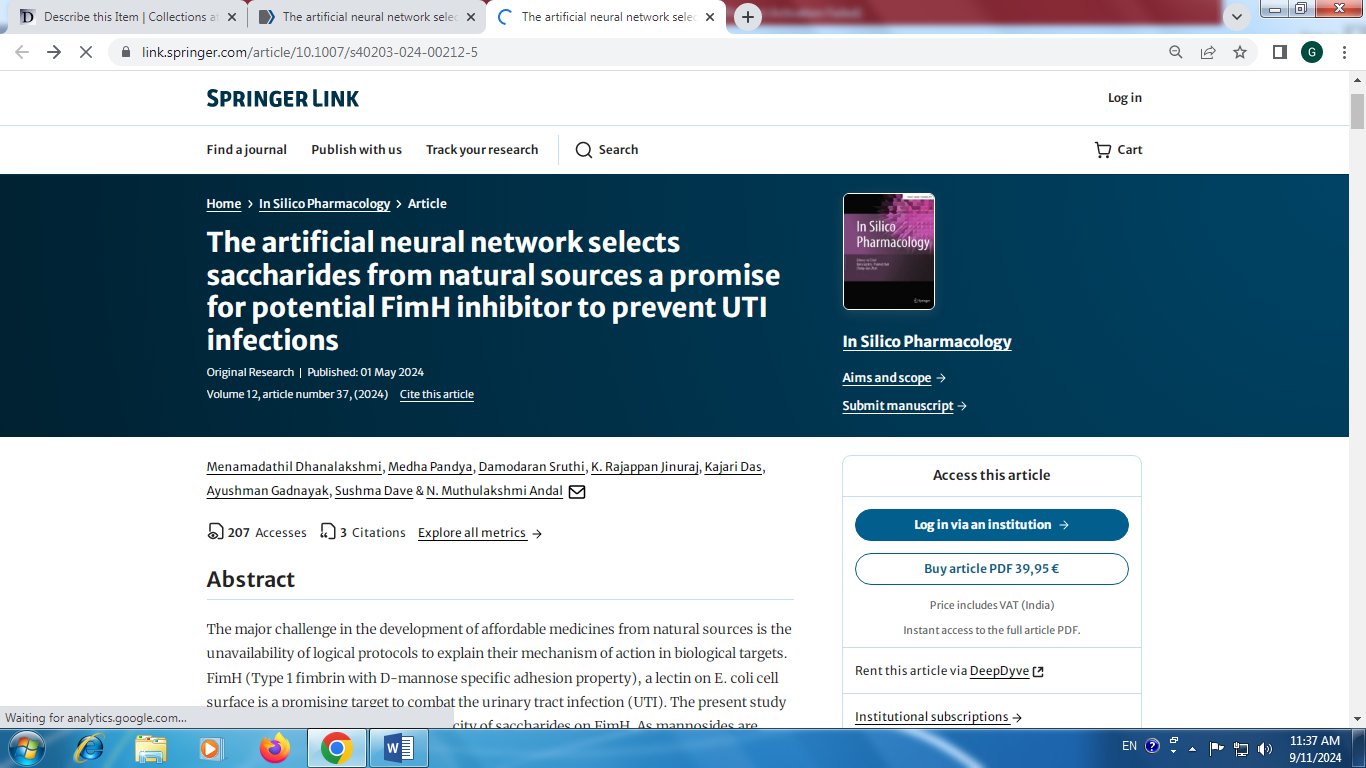 Describe this Item | Collections at
The artificial neural network selec
The artificial neural network selec
link.springer.com/article/10.1007/s40203-024-00212-5
G
SPRINGER LINK
Log in
Find a journal
Publish with us
Track your research
Search
Cart
Home > In Silico Pharmacology > Article
The artificial neural network selects
saccharides from natural sources a promise
for potential FimH inhibitor to prevent UTI
infections
Original Research | Published: 01 May 2024
Volume 12, article number 37, (2024) Cite this article
In Silico
Pharmacology
In Silico Pharmacology
Aims and scope →
Submit manuscript →
Menamadathil Dhanalakshmi, Medha Pandya, Damodaran Sruthi, K. Rajappan Jinuraj, Kajari Das,
Ayushman Gadnayak, Sushma Dave & N. Muthulakshmi Andal
207 Accesses 3 Citations Explore all metrics →
Abstract
The major challenge in the development of affordable medicines from natural sources is the
unavailability of logical protocols to explain their mechanism of action in biological targets.
FimH (Type 1 fimbrin with D-mannose specific adhesion property), a lectin on E. coli cell
surface is a promising target to combat the urinary tract infection (UTI). The present study
city of saccharides on FimH. As mannosides are
Access this article
Log in via an institution →
Buy article PDF 39,95 €
Price includes VAT (India)
Instant access to the full article PDF.
Rent this article via DeepDyve
Institutional subscriptions →
Waiting for analytics.google.com...
EN
11:37 AM
9/11/2024